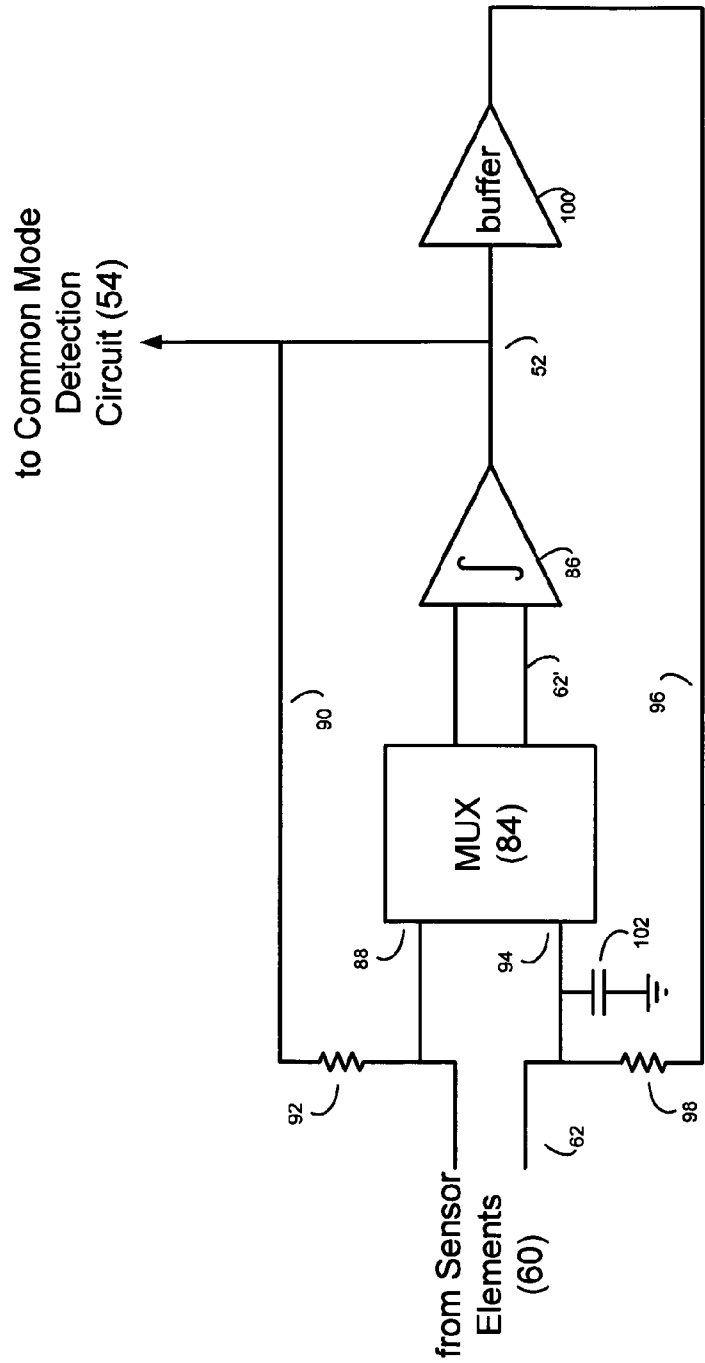 to Common Mode
Detection
Circuit (54)
buffer
100
52
∫
86
62'
90
96
MUX
(84)
88
94
102
92
98
62
from Sensor
Elements
(60)